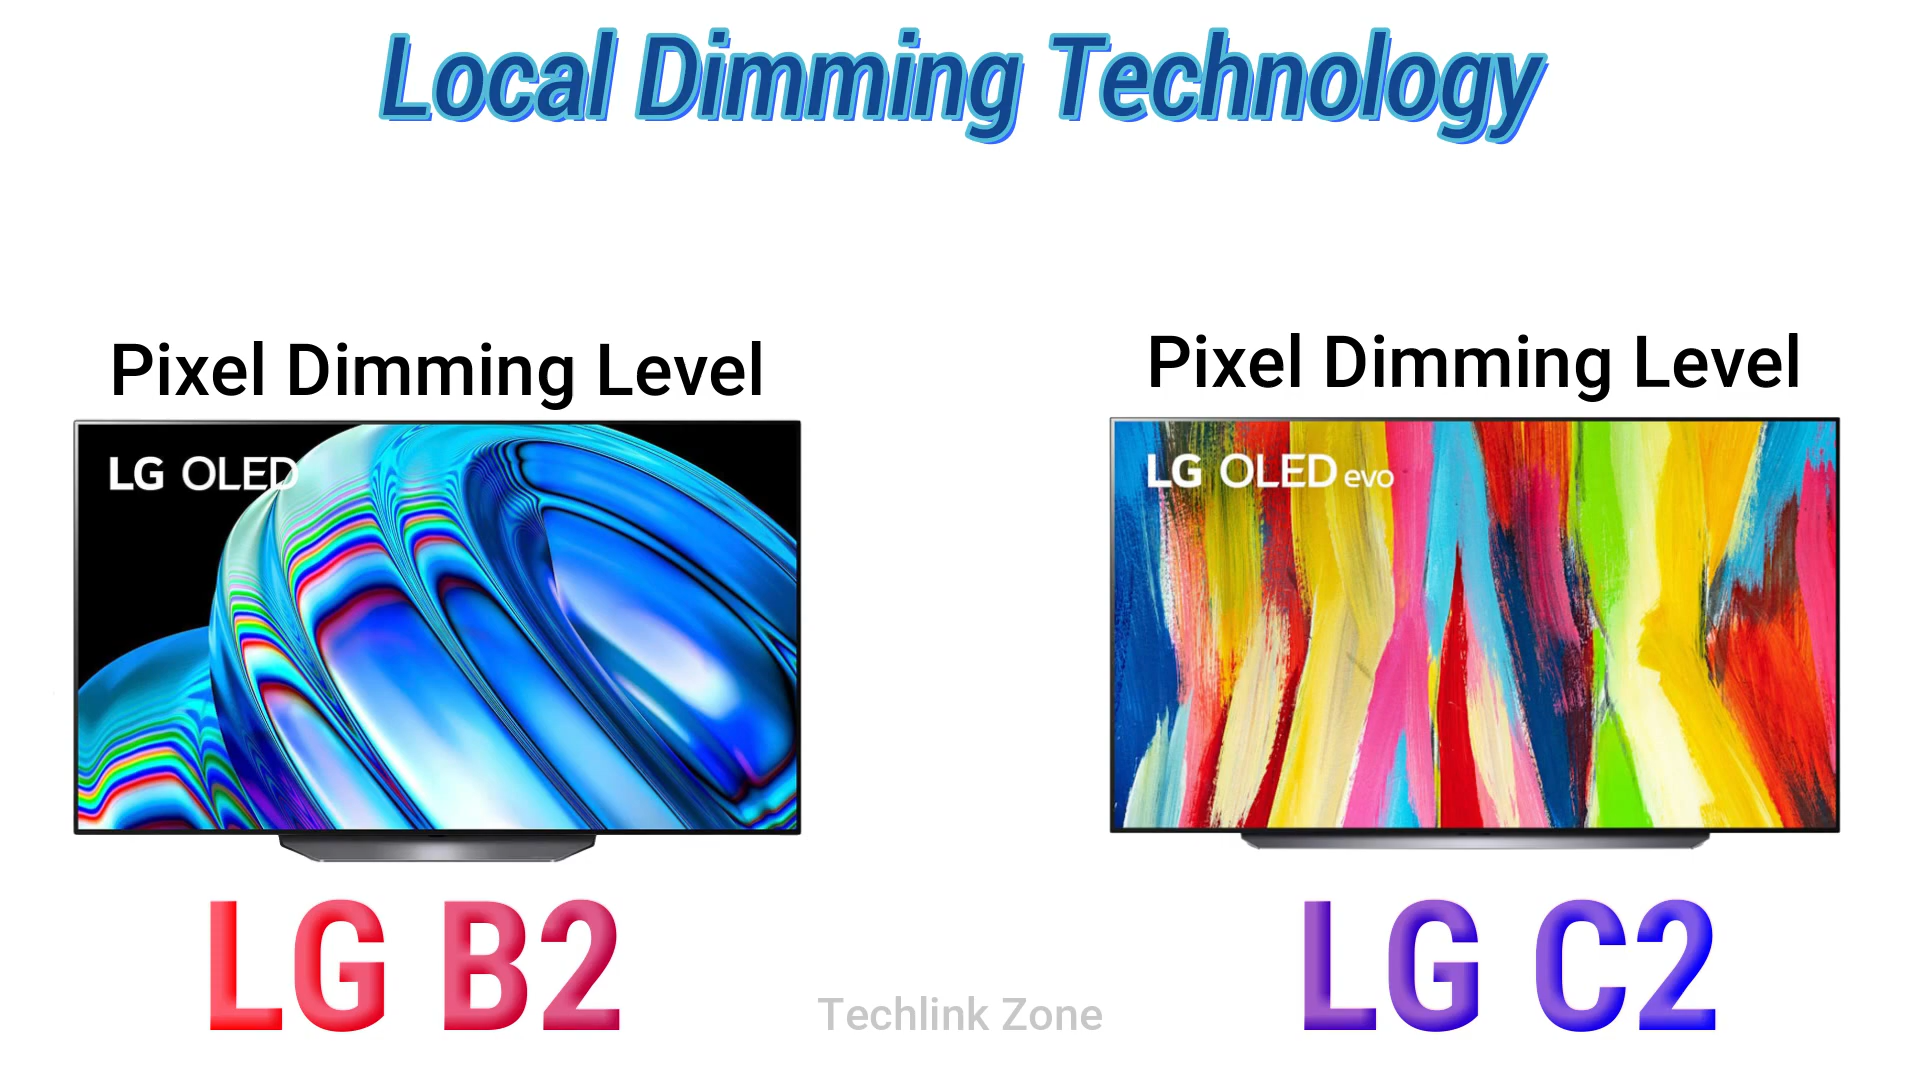 Local Dimming Technology
Pixel Dimming Level
Pixel Dimming Level
LG OLED
LG OLED evo
LG B2
LG C2
Techlink Zone